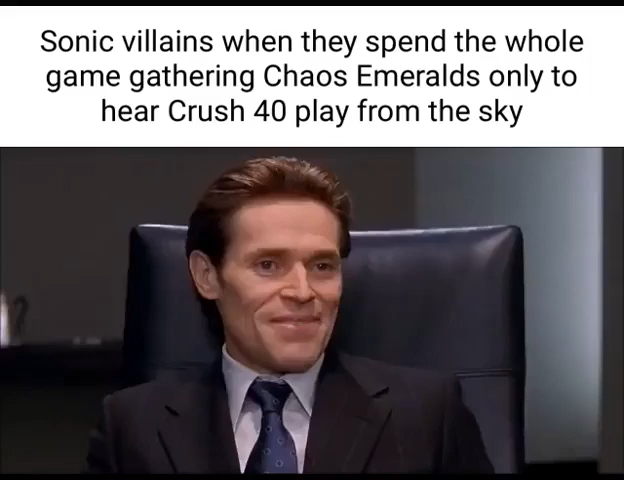 Sonic villains when they spend the whole
game gathering Chaos Emeralds only to
hear Crush 40 play from the sky